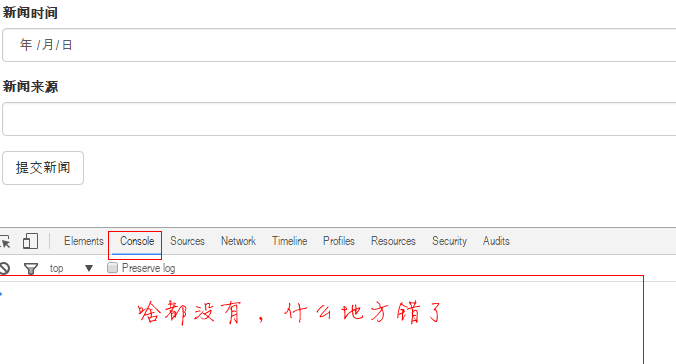 新闻时间
年 /月/日
新闻来源
提交新闻
Elements Console Sources Network Timeline Profiles Resources Security Audits
top ▼ Preserve log
啥都没有，什么地方错了